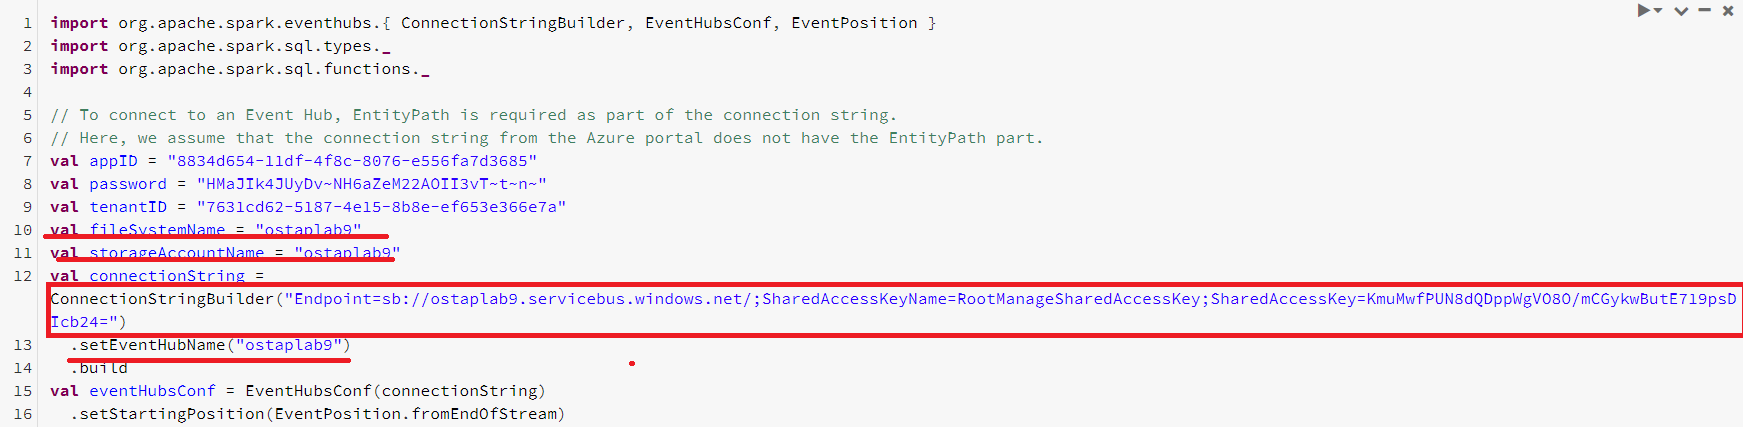 1 import org.apache.spark.eventhubs.{ ConnectionStringBuilder, EventHubsConf, EventPosition }
2 import org.apache.spark.sql.types._
3 import org.apache.spark.sql.functions._
4
5 // To connect to an Event Hub, EntityPath is required as part of the connection string.
6 // Here, we assume that the connection string from the Azure portal does not have the EntityPath part.
7 val appID = "8834d654-11df-4f8c-8076-e556fa7d3685"
8 val password = "HMaJIk4JUyDv~NH6aZeM22AOII3vT~t~n~"
9 val tenantID = "7631cd62-5187-4e15-8b8e-ef653e366e7a"
10 val fileSystemName = "ostaplab9"
11 val storageAccountName = "ostaplab9"
12 val connectionString =
ConnectionStringBuilder("Endpoint=sb://ostaplab9.servicebus.windows.net/;SharedAccessKeyName=RootManageSharedAccessKey;SharedAccessKey=KmuMwfPUN8dQDppWgVO8O/mCGykwButE7l9psD
Icb24=")
13 .setEventHubName("ostaplab9")
14 .build
15 val eventHubsConf = EventHubsConf(connectionString)
16 .setStartingPosition(EventPosition.fromEndOfStream)